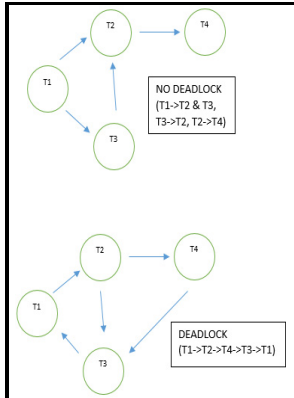 T2
T4
T1
T3
NO DEADLOCK
(T1->T2 & T3,
T3->T2, T2->T4)
T2
T4
T1
T3
DEADLOCK
(T1->T2->T4->T3->T1)